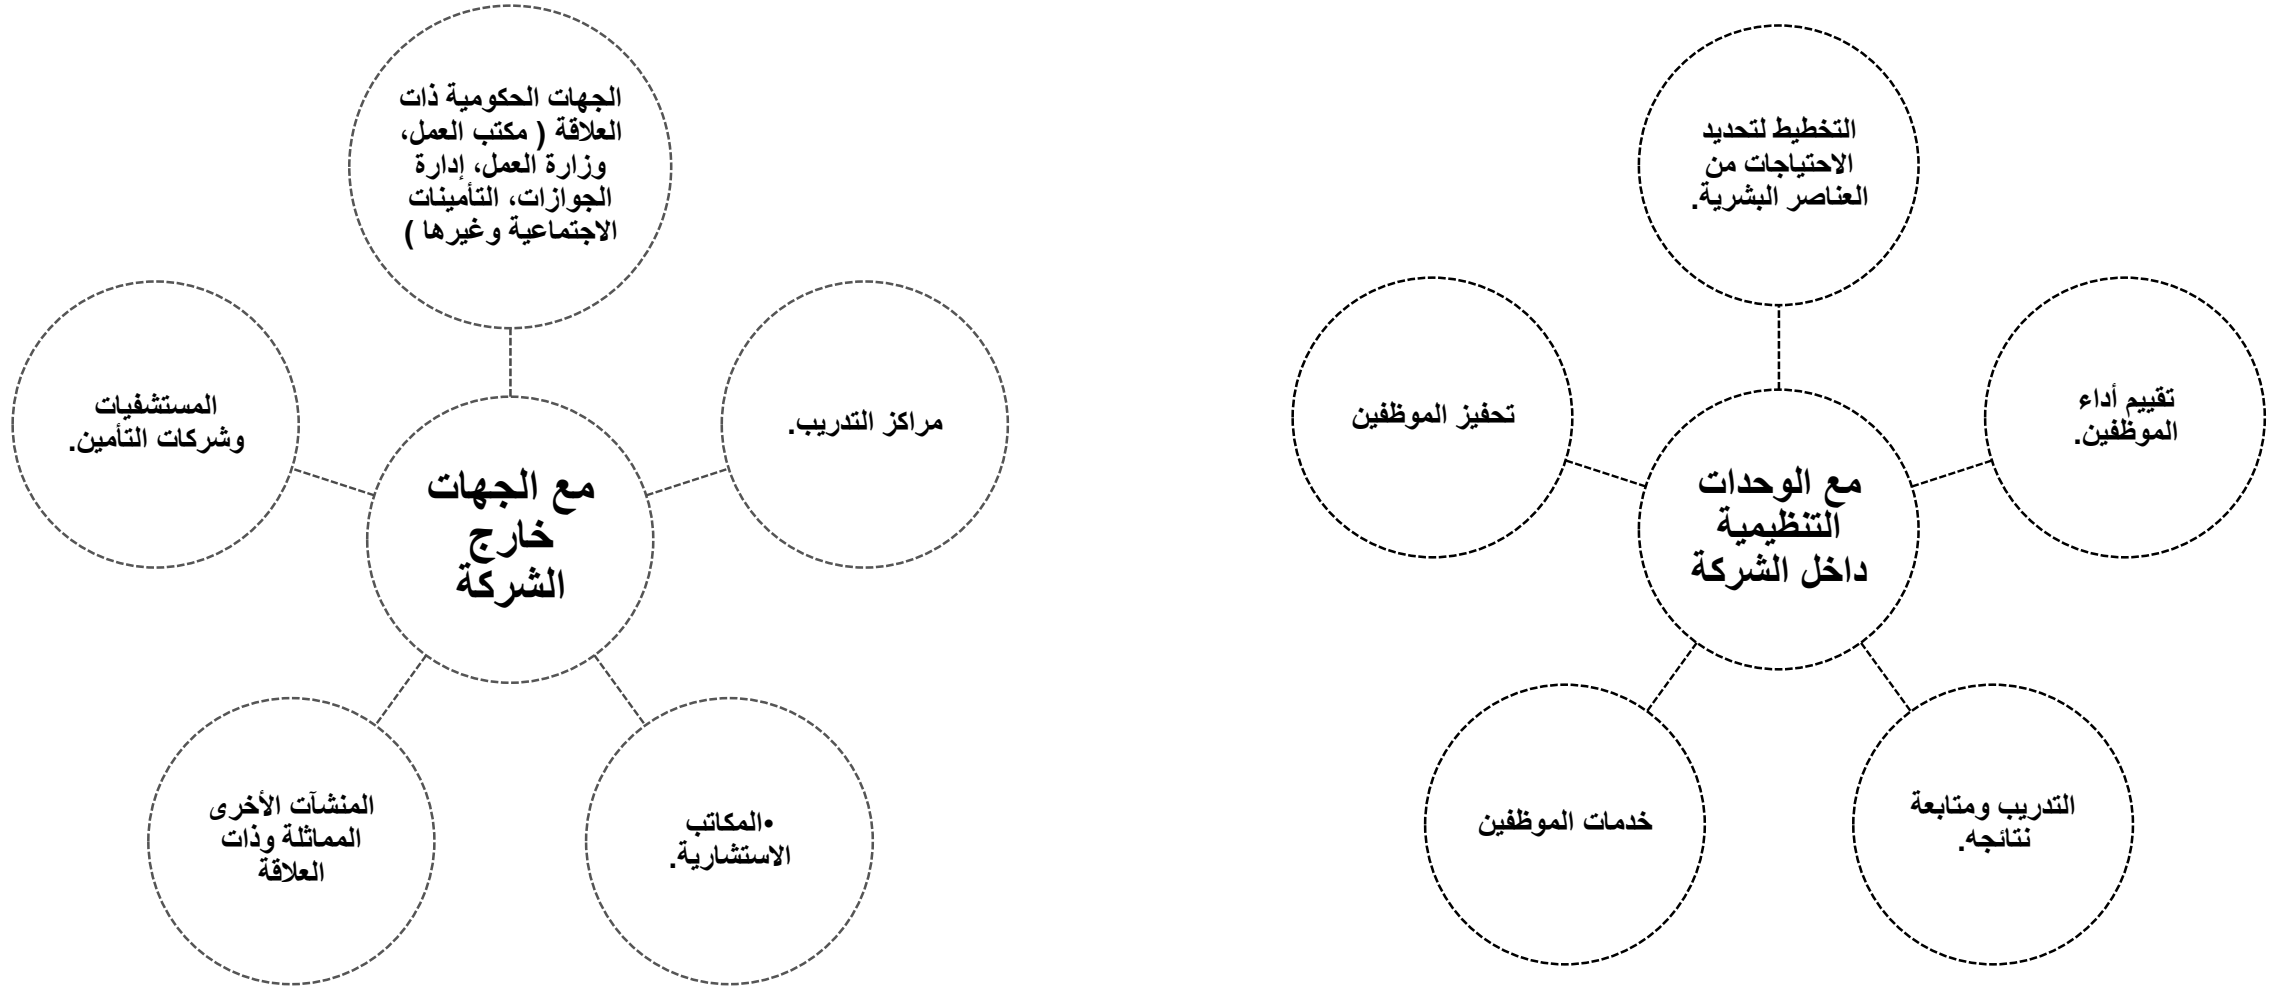 التخطيط لتحديد
الاحتياجات من
العناصر البشرية.
تقييم أداء
الموظفين.
التدريب ومتابعة
نتائجه.
خدمات الموظفين
تحفيز الموظفين
مع الوحدات
التنظيمية
داخل الشركة
الجهات الحكومية ذات
العلاقة ( مكتب العمل،
وزارة العمل، إدارة
الجوازات، التأمينات
الاجتماعية وغيرها )
مراكز التدريب.
•المكاتب
الاستشارية.
المنشآت الأخرى
المماثلة وذات
العلاقة
المستشفيات
وشركات التأمين.
مع الجهات
خارج
الشركة